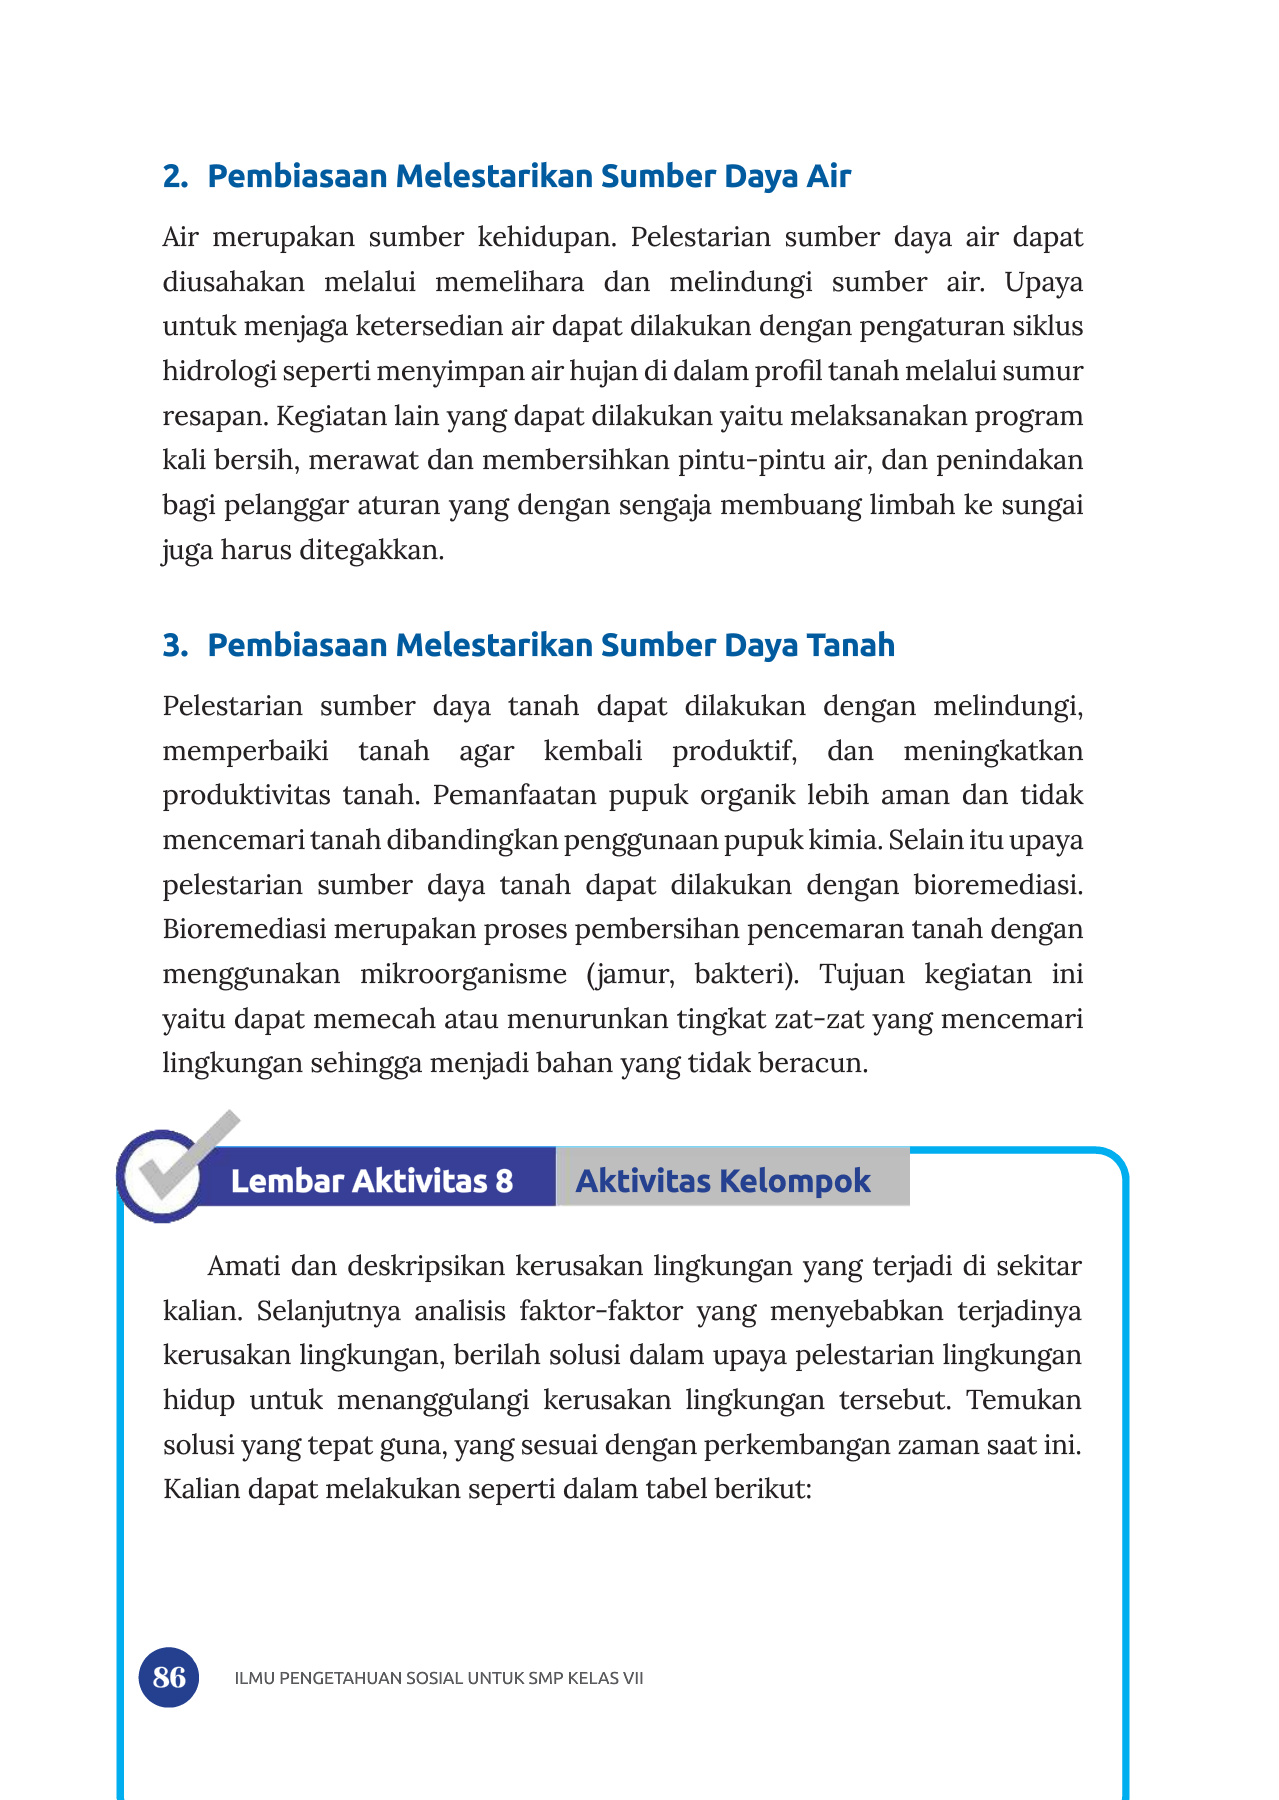 2. Pembiasaan Melestarikan Sumber Daya Air
Air merupakan sumber kehidupan. Pelestarian sumber daya air dapat
diusahakan melalui memelihara dan melindungi sumber air. Upaya
untuk menjaga ketersedian air dapat dilakukan dengan pengaturan siklus
hidrologi seperti menyimpan air hujan di dalam profil tanah melalui sumur
resapan. Kegiatan lain yang dapat dilakukan yaitu melaksanakan program
kali bersih, merawat dan membersihkan pintu-pintu air, dan penindakan
bagi pelanggar aturan yang dengan sengaja membuang limbah ke sungai
juga harus ditegakkan.
3. Pembiasaan Melestarikan Sumber Daya Tanah
Pelestarian sumber daya tanah dapat dilakukan dengan melindungi,
memperbaiki tanah agar kembali produktif, dan meningkatkan
produktivitas tanah. Pemanfaatan pupuk organik lebih aman dan tidak
mencemari tanah dibandingkan penggunaan pupuk kimia. Selain itu upaya
pelestarian sumber daya tanah dapat dilakukan dengan bioremediasi.
Bioremediasi merupakan proses pembersihan pencemaran tanah dengan
menggunakan mikroorganisme (jamur, bakteri). Tujuan kegiatan ini
yaitu dapat memecah atau menurunkan tingkat zat-zat yang mencemari
lingkungan sehingga menjadi bahan yang tidak beracun.
Lembar Aktivitas 8 Aktivitas Kelompok
Amati dan deskripsikan kerusakan lingkungan yang terjadi di sekitar
kalian. Selanjutnya analisis faktor-faktor yang menyebabkan terjadinya
kerusakan lingkungan, berilah solusi dalam upaya pelestarian lingkungan
hidup untuk menanggulangi kerusakan lingkungan tersebut. Temukan
solusi yang tepat guna, yang sesuai dengan perkembangan zaman saat ini.
Kalian dapat melakukan seperti dalam tabel berikut:
86 ILMU PENGETAHUAN SOSIAL UNTUK SMP KELAS VII